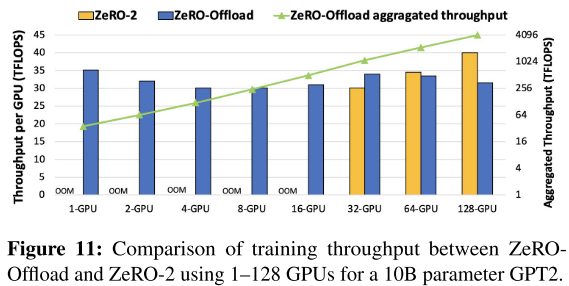 ZeRO-2 ZeRO-Offload ZeRO-Offload aggragated throughput
Throughput per GPU (TFLOPS)
45
40
35
30
25
20
15
10
5
0
OOM OOM OOM OOM OOM
1-GPU 2-GPU 4-GPU 8-GPU 16-GPU 32-GPU 64-GPU 128-GPU
4096
1024
256
64
16
4
1
Aggregated Throughput (TFLOPS)
Figure 11: Comparison of training throughput between ZeRO-
Offload and ZeRO-2 using 1–128 GPUs for a 10B parameter GPT2.